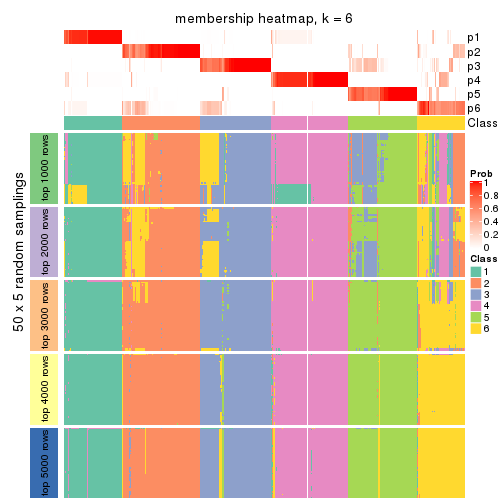 membership heatmap, k = 6
p1
p2
p3
p4
p5
p6
Class
50 x 5 random samplings
top 1000 rows
top 2000 rows
top 3000 rows
top 4000 rows
top 5000 rows
Prob
1
0.8
0.6
0.4
0.2
0
Class
1
2
3
4
5
6